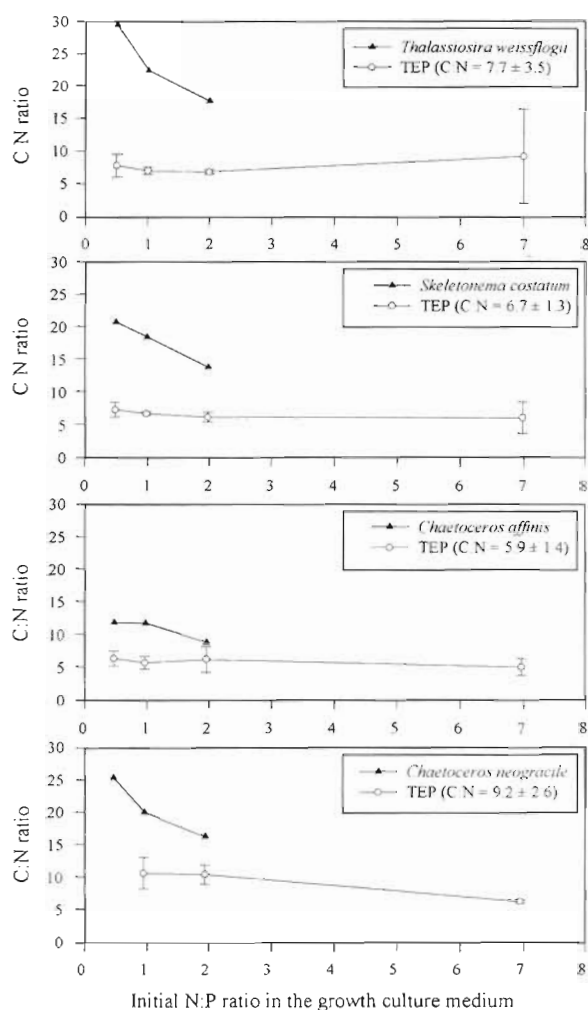 30
25
20
15
10
5
0
C N ratio
Thalassiosira weissflogii
TEP (C N = 7.7 ± 3.5)
0 1 2 3 4 5 6 7 8
30
25
20
15
10
5
0
C N ratio
Skeletonema costatum
TEP (C N = 6.7 ± 1.3)
0 1 2 3 4 5 6 7 8
30
25
20
15
10
5
0
C:N ratio
Chaetoceros affinis
TEP (C N = 5 9 ± 1 4)
0 1 2 3 4 5 6 7 8
30
25
20
15
10
5
0
C:N ratio
Chaetoceros neogracile
TEP (C N = 9.2 ± 2 6)
0 1 2 3 4 5 6 7 8
Initial N:P ratio in the growth culture medium